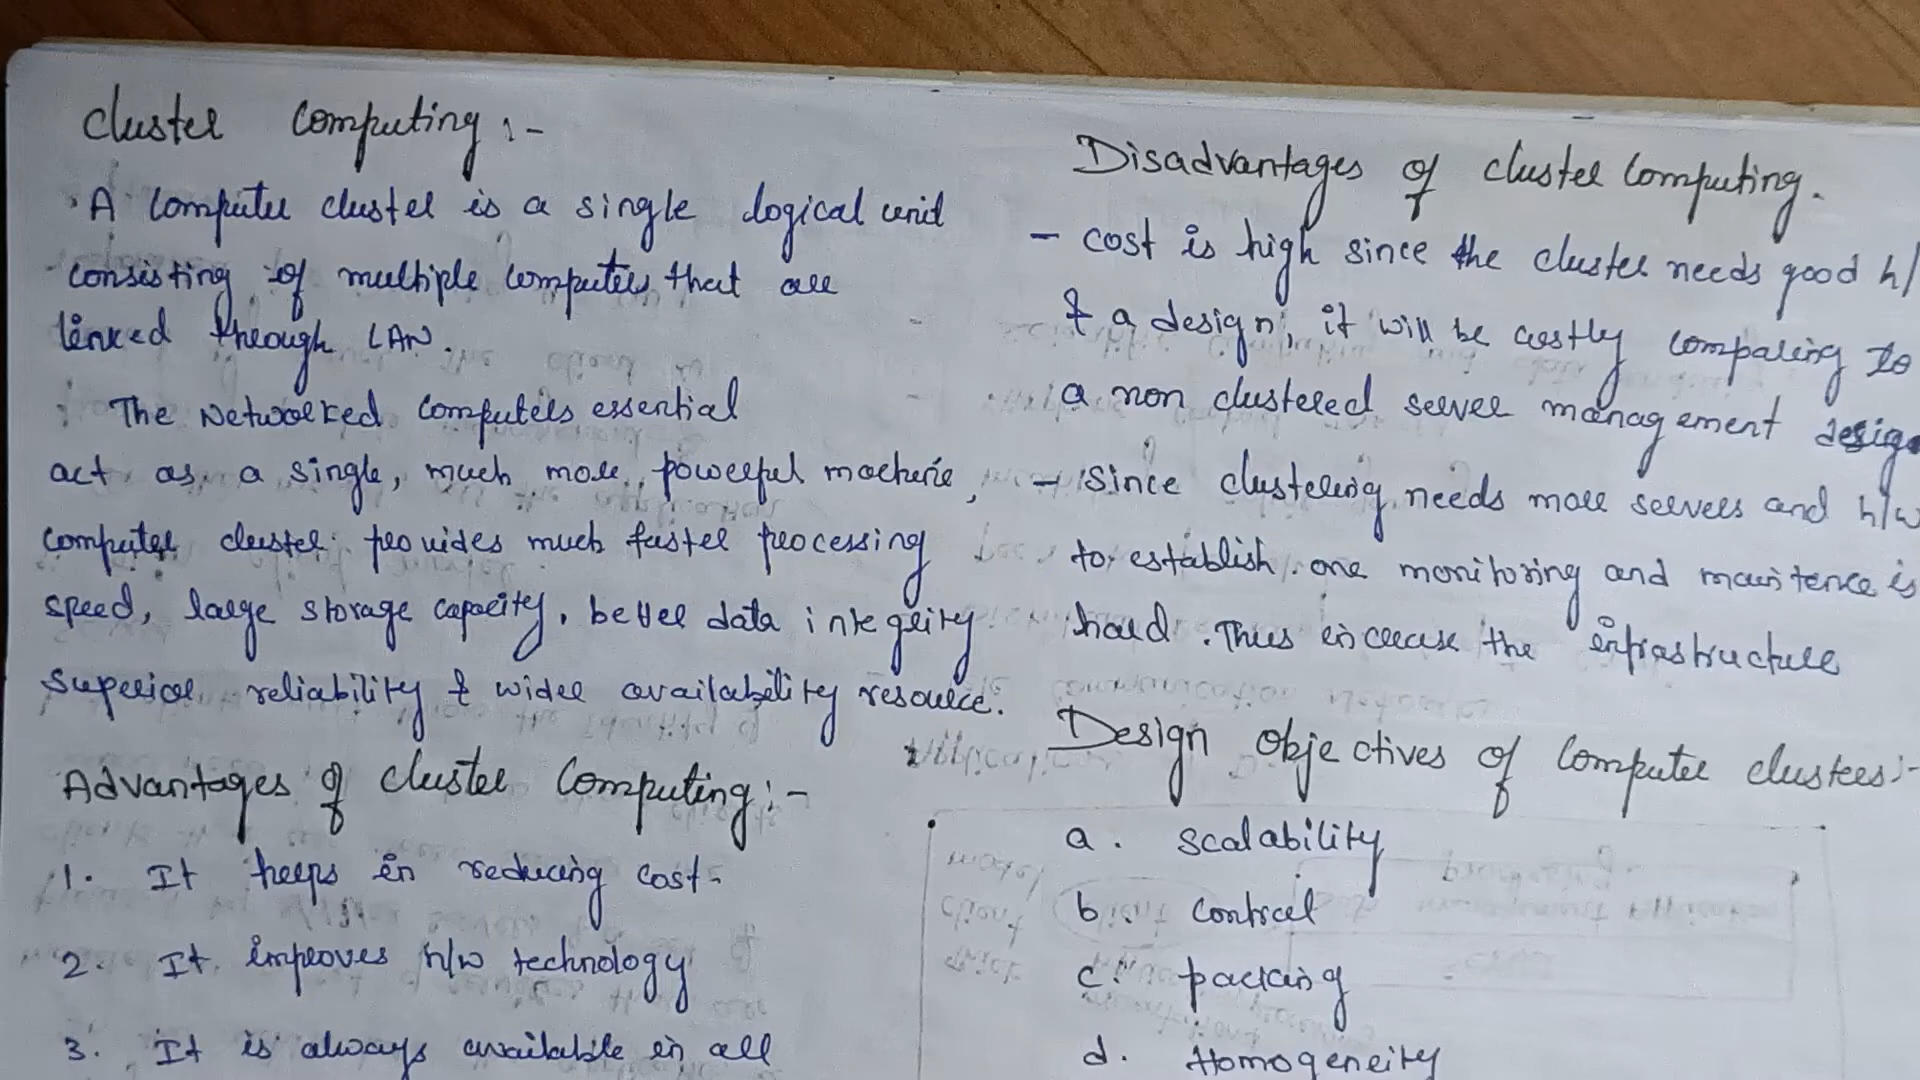 Cluster Computing :-
A Computer cluster is a single logical unit
consisting of multiple computers that are
linked through LAN.
The Networked Computers essential
act as a single, much more powerful machine,
computer cluster provides much faster processing
speed, large storage capacity, better data integrity
superior reliability & wider availability resource.
Advantages of cluster Computing :-
1. It helps in reducing cost.
2. It improves h/w technology
3. It is always available in all
Disadvantages of cluster Computing.
- cost is high since the cluster needs good h/
& a design, it will be costly comparing to
a non clustered server management design
- Since clustering needs more servers and h/w
to establish one monitoring and maintence is
hard. Thus increase the infrastructure
Design Objectives of Computer clusters :-
a. Scalability
b. Control
c. packing
d. Homogeneity